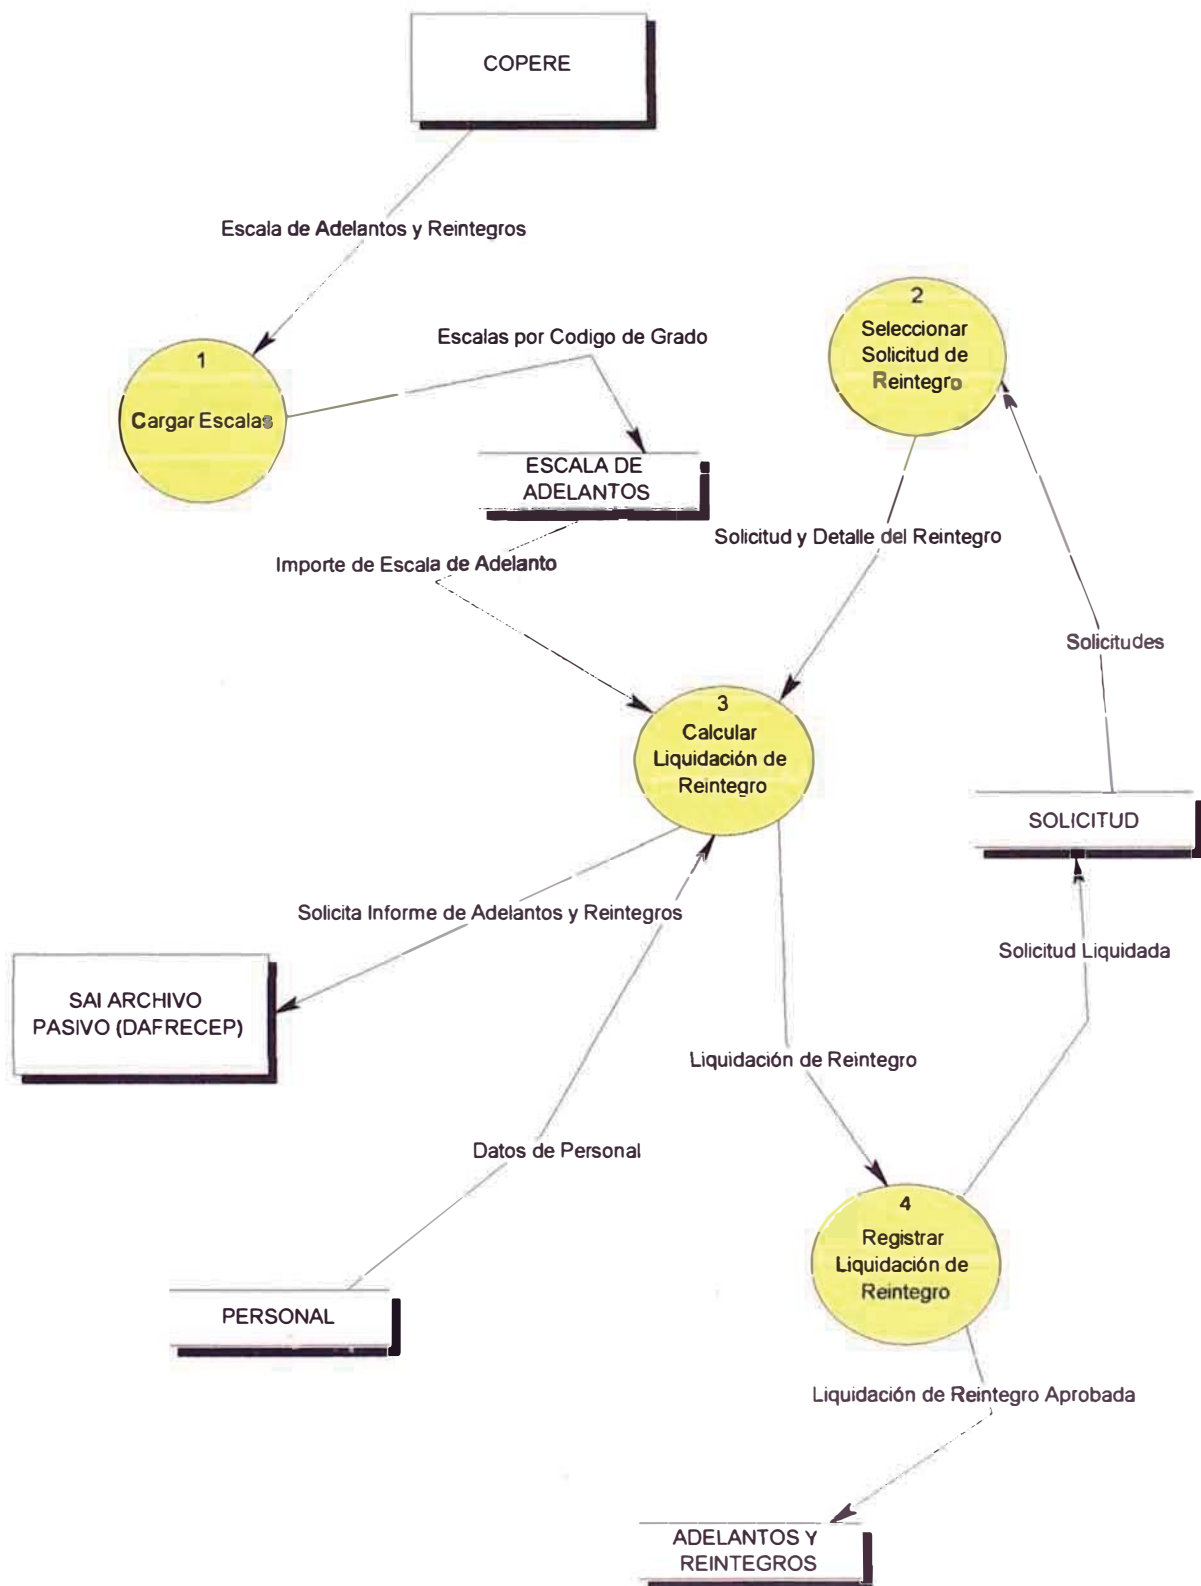 COPERE
Escala de Adelantos y Reintegros
1
Cargar Escalas
Escalas por Codigo de Grado
2
Seleccionar
Solicitud de
Reintegro
ESCALA DE
ADELANTOS
Importe de Escala de Adelanto
Solicitud y Detalle del Reintegro
Solicitudes
3
Calcular
Liquidación de
Reintegro
SOLICITUD
Solicita Informe de Adelantos y Reintegros
Solicitud Liquidada
SAI ARCHIVO
PASIVO (DAFRECEP)
Liquidación de Reintegro
Datos de Personal
4
Registrar
Liquidación de
Reintegro
PERSONAL
Liquidación de Reintegro Aprobada
ADELANTOS Y
REINTEGROS